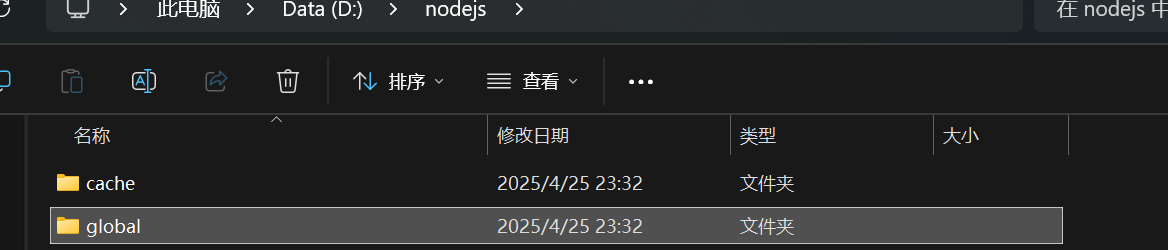 此电脑 > Data (D:) > nodejs > 在 nodejs 中
排序 查看
名称 修改日期 类型 大小
cache 2025/4/25 23:32 文件夹
global 2025/4/25 23:32 文件夹